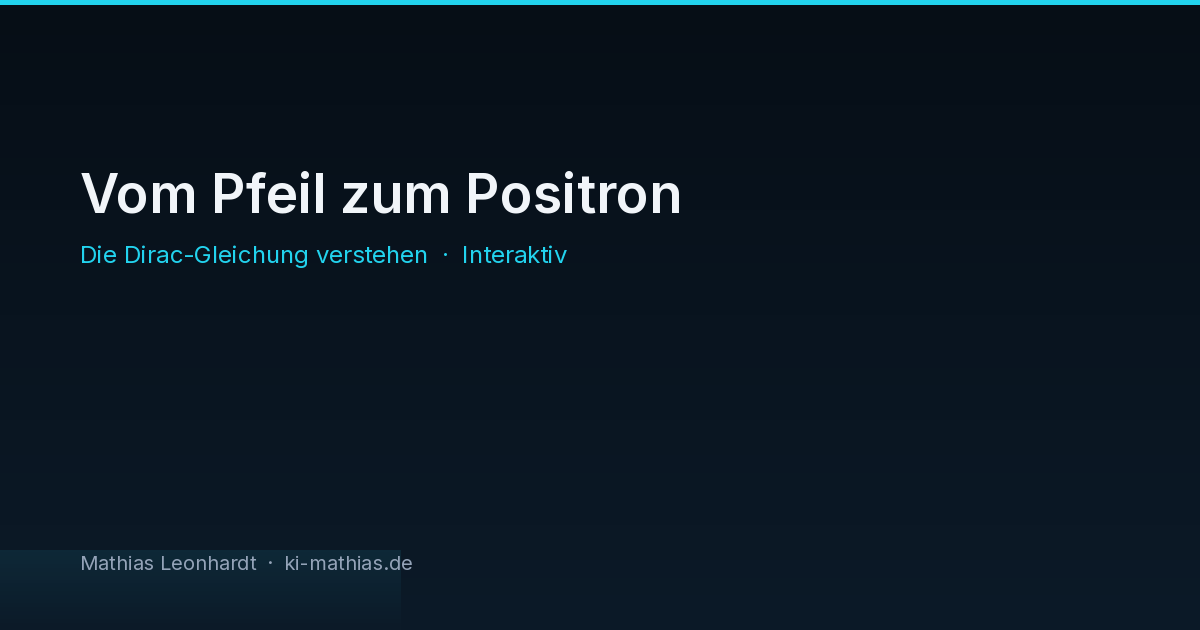 Vom Pfeil zum Positron
Die Dirac-Gleichung verstehen · Interaktiv
Mathias Leonhardt · ki-mathias.de